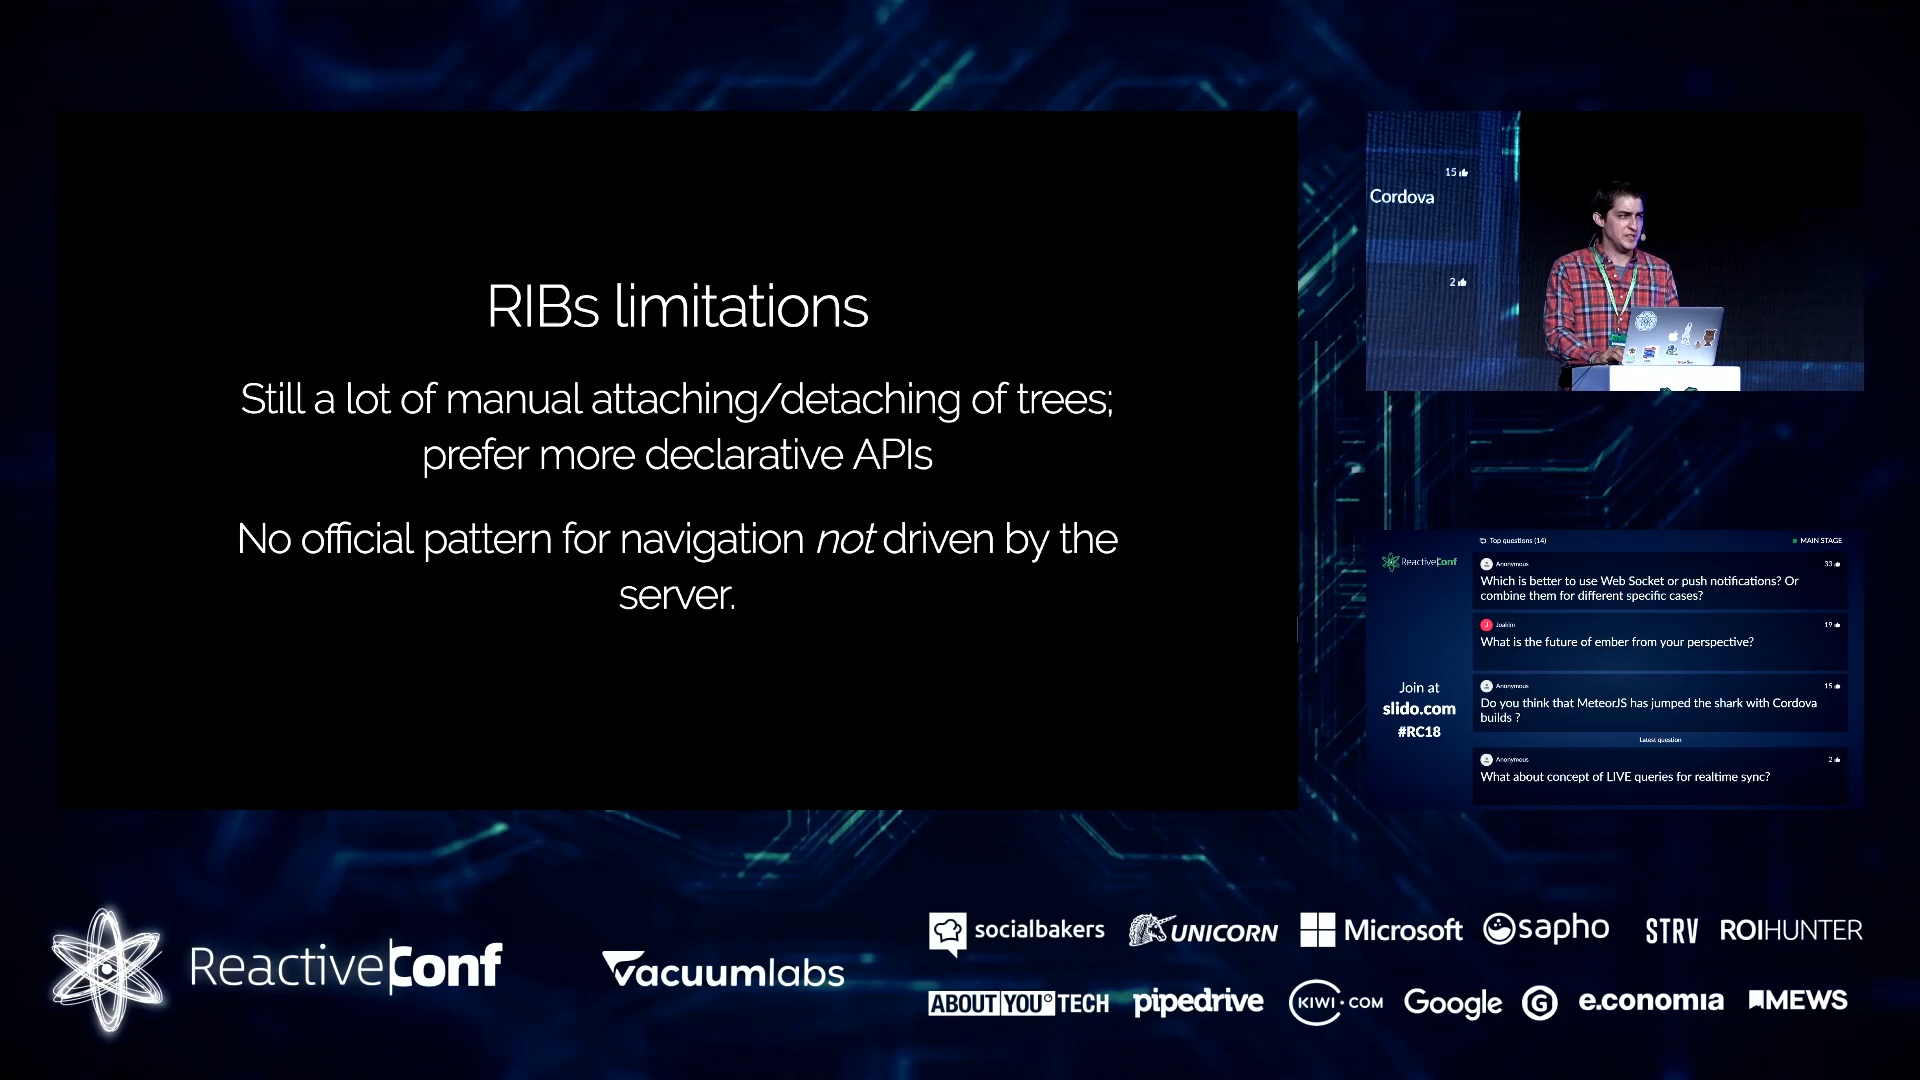 RIBs limitations
Still a lot of manual attaching/detaching of trees;
prefer more declarative APIs
No official pattern for navigation not driven by the
server.
15
Cordova
2
ReactiveConf
Join at
slido.com
#RC18
Top questions (14)
MAIN STAGE
Anonymous
33
Which is better to use Web Socket or push notifications? Or
combine them for different specific cases?
J
Joakim
19
What is the future of ember from your perspective?
Anonymous
15
Do you think that MeteorJS has jumped the shark with Cordova
builds ?
Latest question
Anonymous
2
What about concept of LIVE queries for realtime sync?
ReactiveConf
vacuumlabs
socialbakers
UNICORN
Microsoft
sapho
STRV
ROIHUNTER
ABOUT YOU° TECH
pipedrive
KIWI.COM
Google
G
e.conomia
MEWS